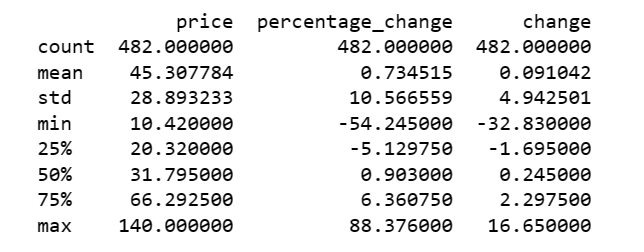 price percentage_change change
count 482.000000 482.000000 482.000000
mean 45.307784 0.734515 0.091042
std 28.893233 10.566559 4.942501
min 10.420000 -54.245000 -32.830000
25% 20.320000 -5.129750 -1.695000
50% 31.795000 0.903000 0.245000
75% 66.292500 6.360750 2.297500
max 140.000000 88.376000 16.650000